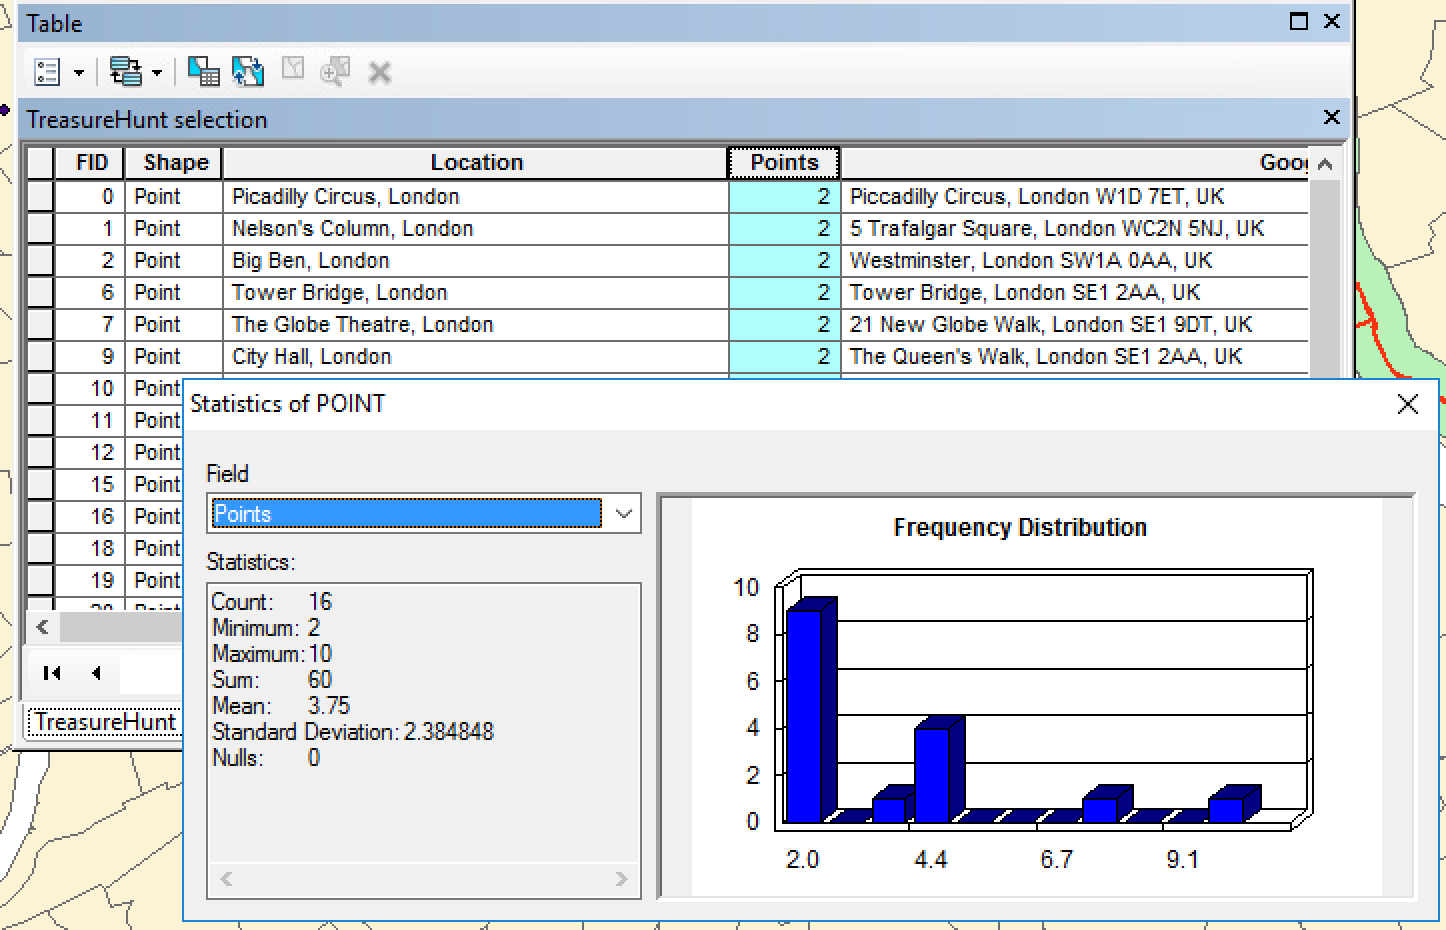 Table
TreasureHunt selection
FID Shape Location Points
0 Point Picadilly Circus, London 2 Piccadilly Circus, London W1D 7ET, UK
1 Point Nelson's Column, London 2 5 Trafalgar Square, London WC2N 5NJ, UK
2 Point Big Ben, London 2 Westminster, London SW1A 0AA, UK
6 Point Tower Bridge, London 2 Tower Bridge, London SE1 2AA, UK
7 Point The Globe Theatre, London 2 21 New Globe Walk, London SE1 9DT, UK
9 Point City Hall, London 2 The Queen's Walk, London SE1 2AA, UK
10 Point
11 Point
12 Point
15 Point
16 Point
18 Point
19 Point
TreasureHunt
Statistics of POINT
Field
Points
Statistics:
Count: 16
Minimum: 2
Maximum: 10
Sum: 60
Mean: 3.75
Standard Deviation: 2.384848
Nulls: 0
Frequency Distribution
10
8
6
4
2
0
2.0 4.4 6.7 9.1